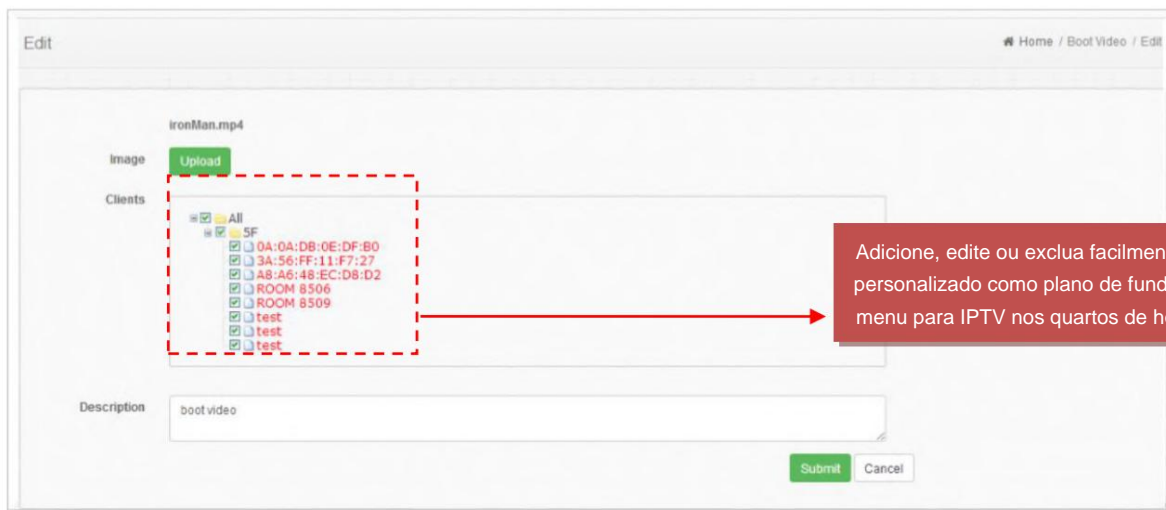 Edit
Home / Boot Video / Edit
ironMan.mp4
Image
Upload
Clients
All
5F
0A:0A:DB:0E:DF:B0
3A:56:FF:11:F7:27
A8:A6:48:EC:D8:D2
ROOM 8506
ROOM 8509
test
test
test
Adicione, edite ou exclua facilmen
personalizado como plano de fund
menu para IPTV nos quartos de h
Description
boot video
Submit
Cancel